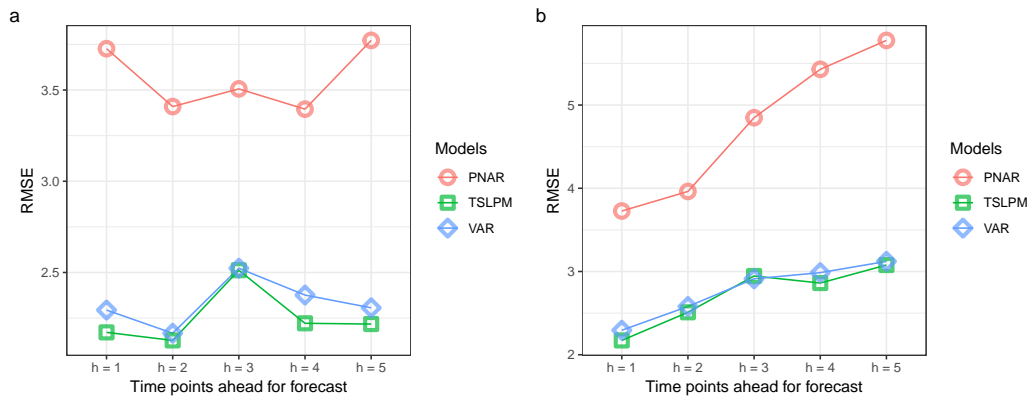 a
RMSE
3.5
3.0
2.5
h = 1 h = 2 h = 3 h = 4 h = 5
Time points ahead for forecast
Models
PNAR
TSLPM
VAR
b
RMSE
5
4
3
2
h = 1 h = 2 h = 3 h = 4 h = 5
Time points ahead for forecast
Models
PNAR
TSLPM
VAR